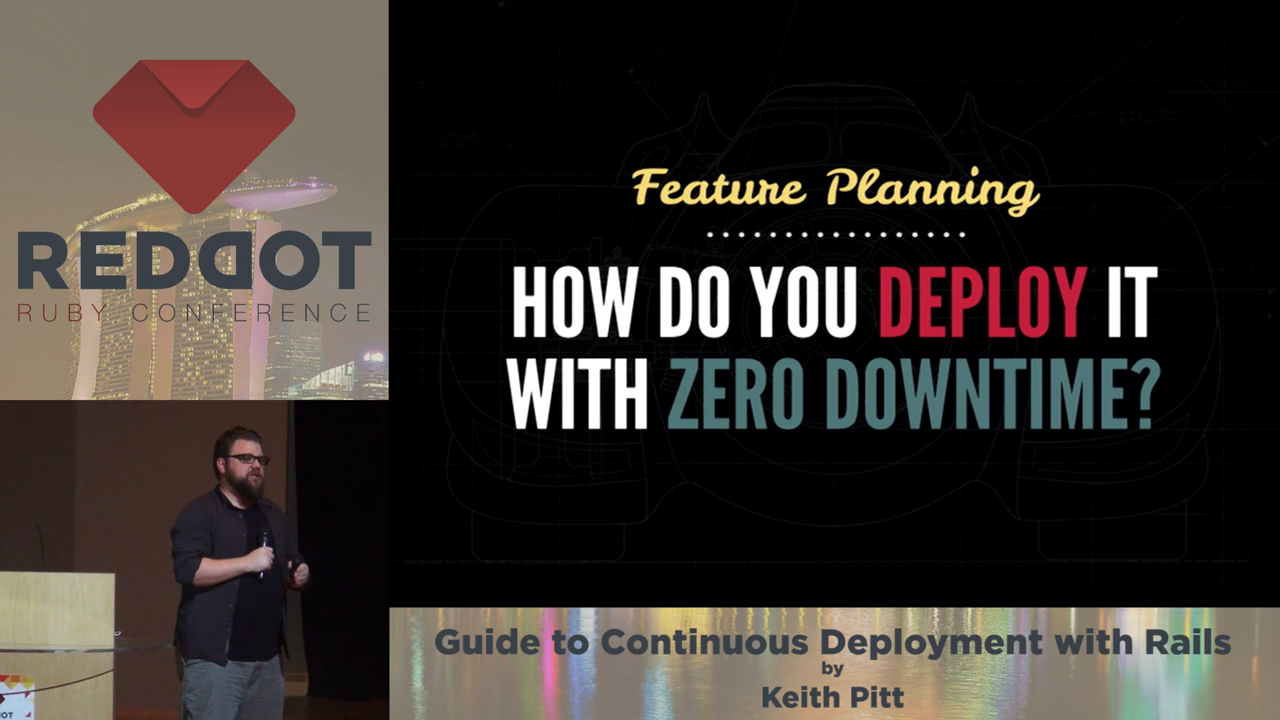 REDDOT
RUBY CONFERENCE
Feature Planning
HOW DO YOU DEPLOY IT
WITH ZERO DOWNTIME?
Guide to Continuous Deployment with Rails
by
Keith Pitt